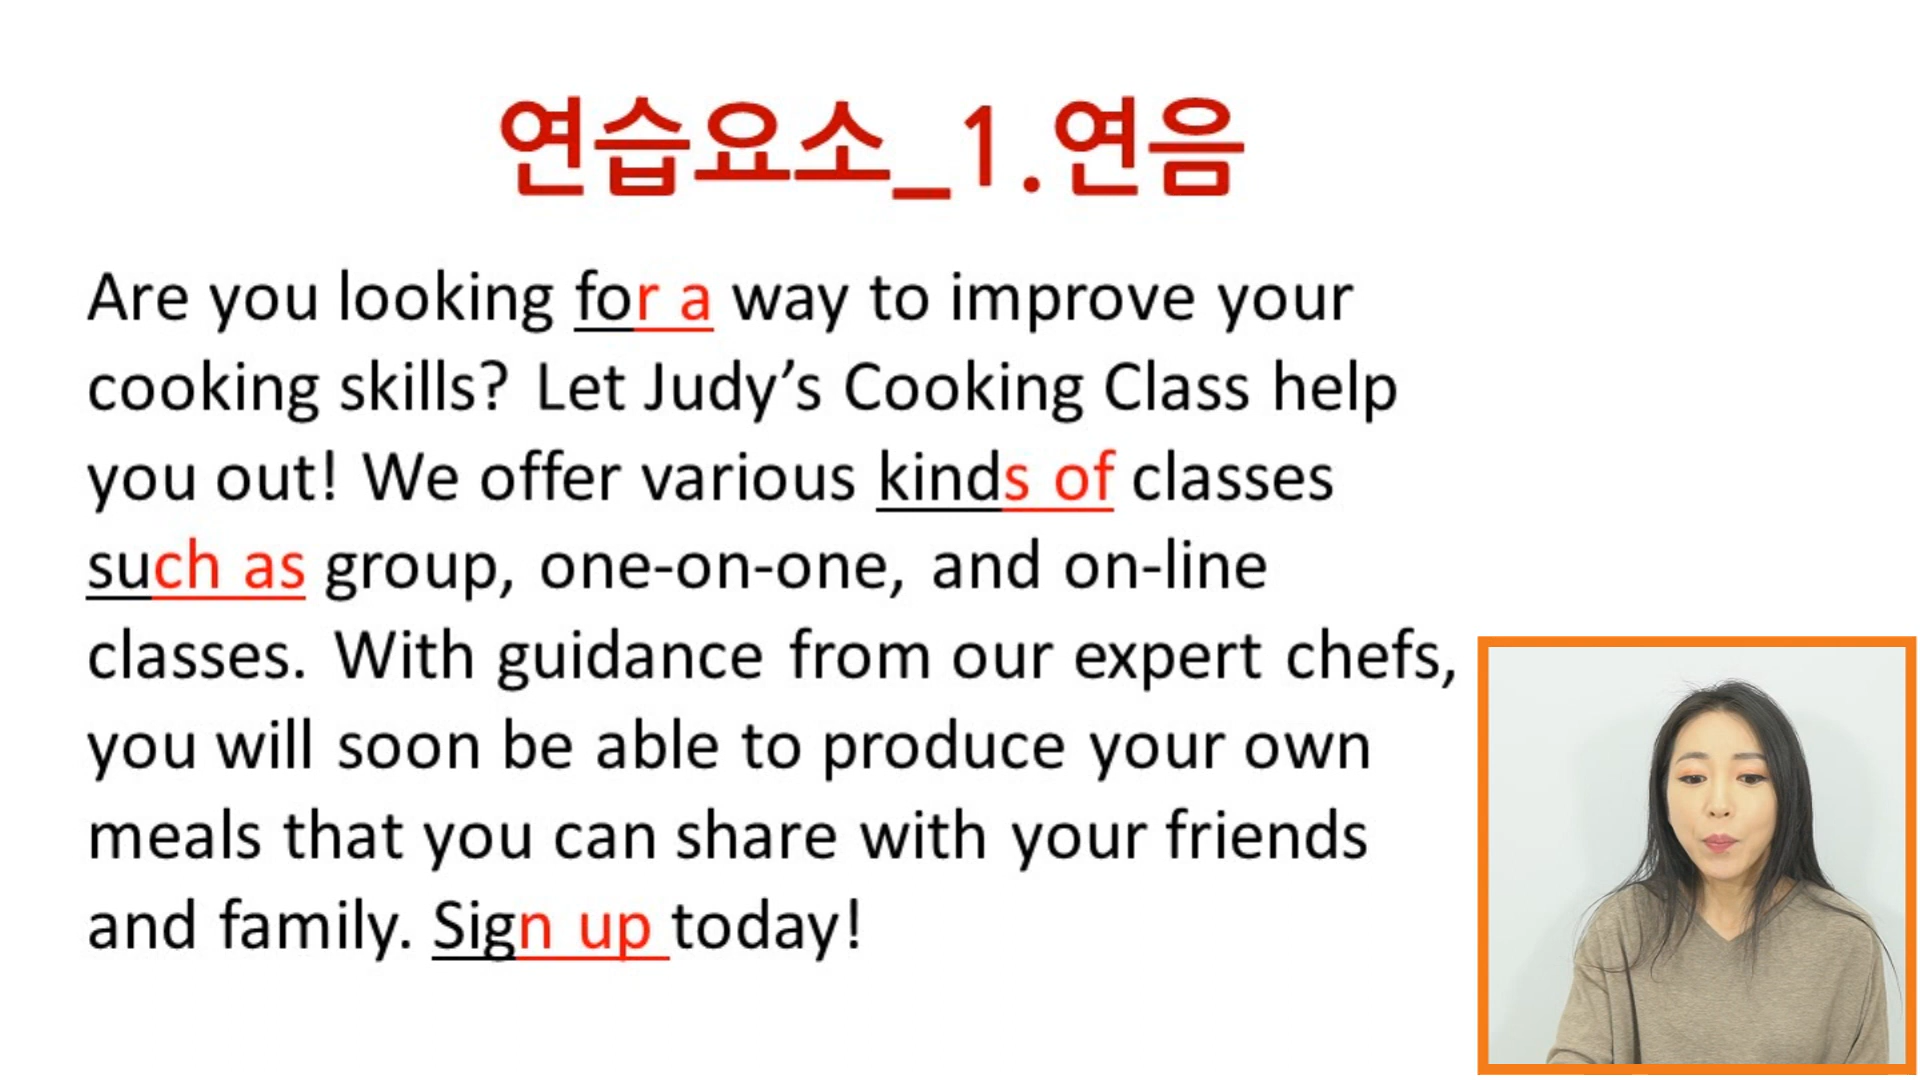 연습요소_1.연음
Are you looking for a way to improve your
cooking skills? Let Judy’s Cooking Class help
you out! We offer various kinds of classes
such as group, one-on-one, and on-line
classes. With guidance from our expert chefs,
you will soon be able to produce your own
meals that you can share with your friends
and family. Sign up today!